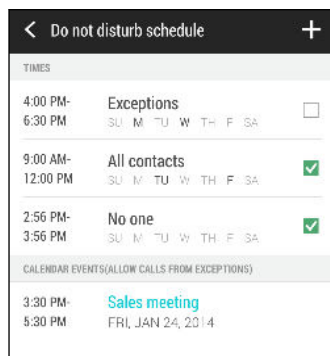 Do not disturb schedule
TIMES
4:00 PM- Exceptions
6:30 PM SU M TU W TH F SA
9:00 AM- All contacts
12:00 PM SU M TU W TH F SA
2:56 PM- No one
3:56 PM SU M TU W TH F SA
CALENDAR EVENTS(ALLOW CALLS FROM EXCEPTIONS)
3:30 PM- Sales meeting
5:30 PM FRI, JAN 24, 2014